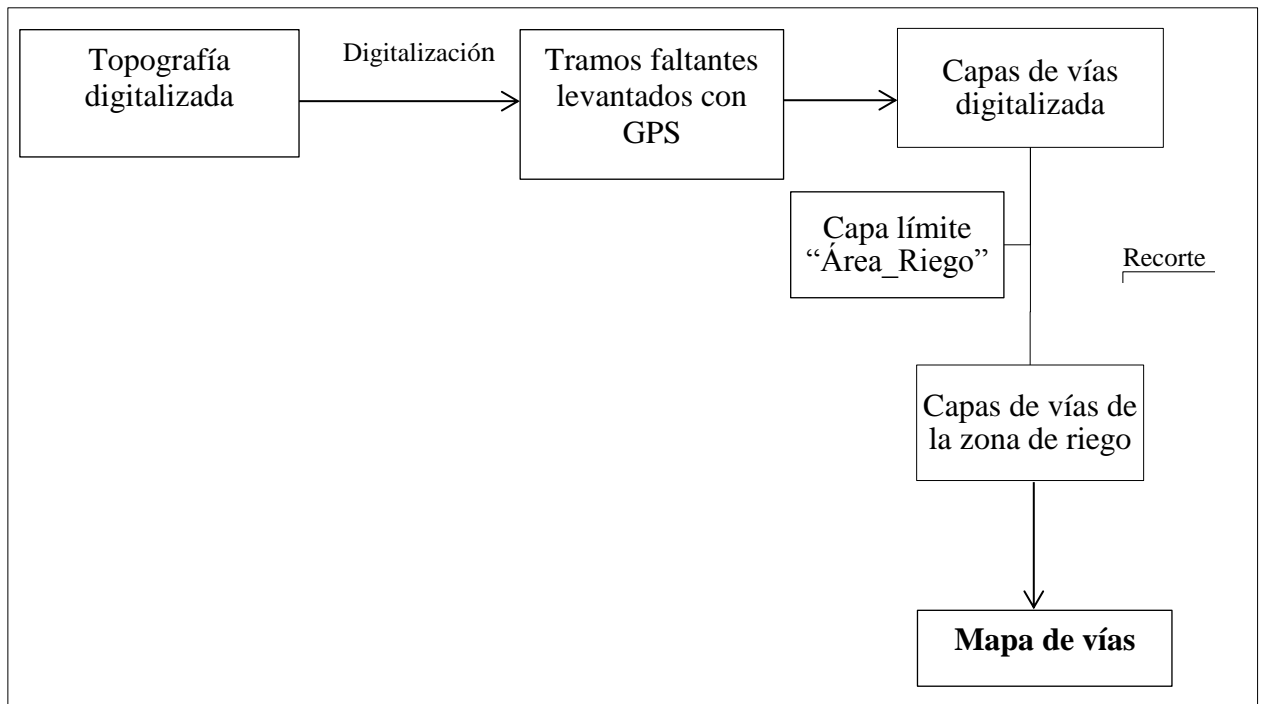 Topografía
digitalizada
Digitalización
Tramos faltantes
levantados con
GPS
Capas de vías
digitalizada
Capa límite
“Área_Riego”
Recorte
Capas de vías de
la zona de riego
Mapa de vías